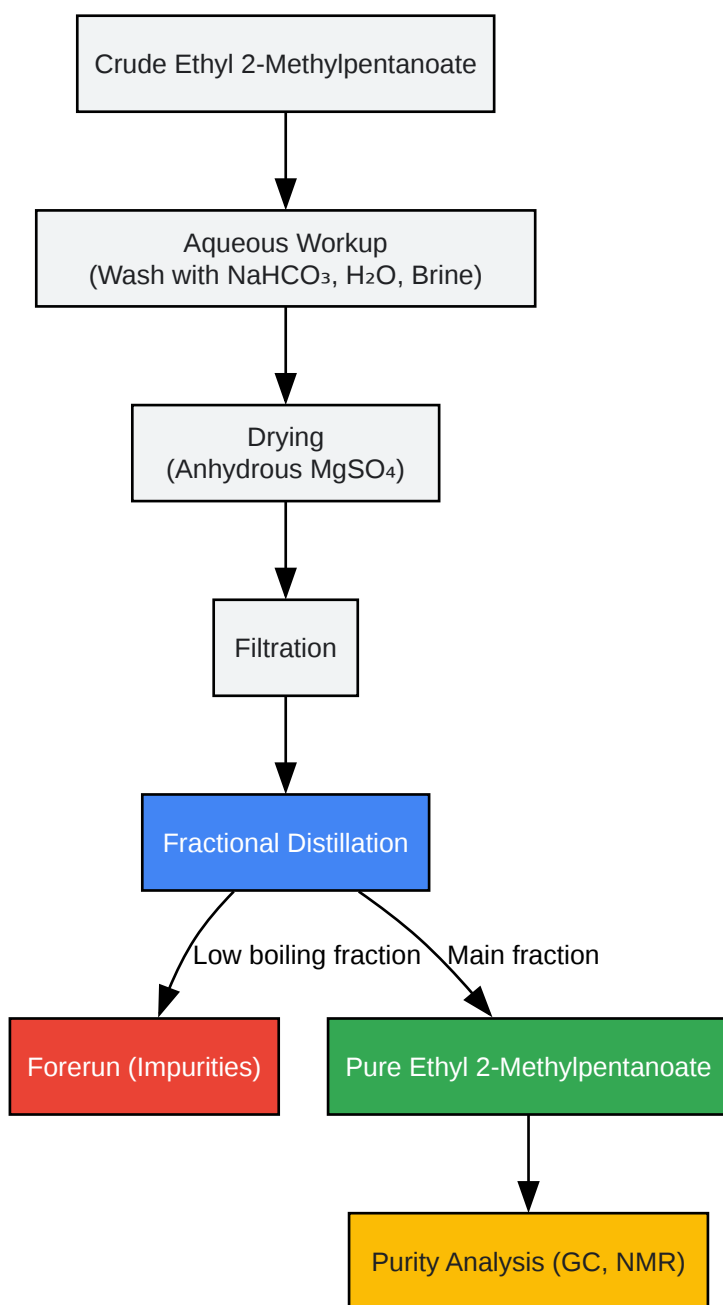 Crude Ethyl 2-Methylpentanoate
Aqueous Workup
(Wash with NaHCO₃, H₂O, Brine)
Drying
(Anhydrous MgSO₄)
Filtration
Fractional Distillation
Low boiling fraction
Main fraction
Forerun (Impurities)
Pure Ethyl 2-Methylpentanoate
Purity Analysis (GC, NMR)